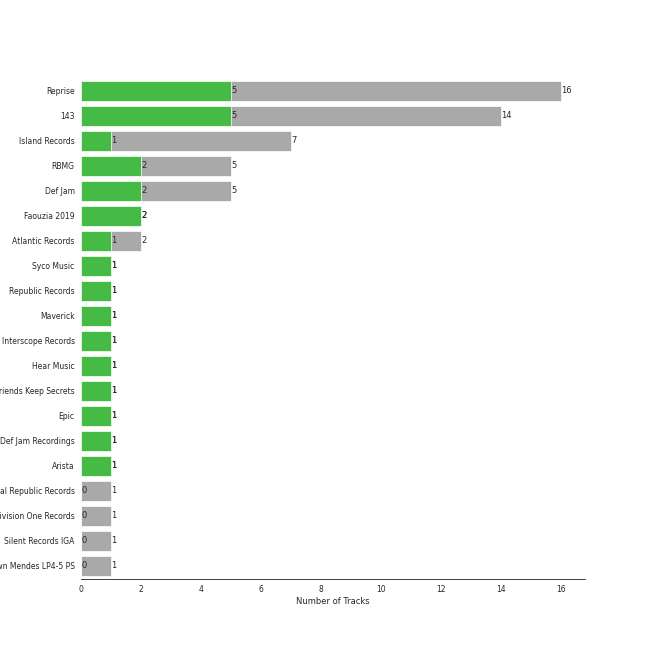 Reprise 5 16
143 5 14
Island Records 1 7
RBMG 2 5
Def Jam 2 5
Faouzia 2019 2
Atlantic Records 1 2
Syco Music 1
Republic Records 1
Maverick 1
Interscope Records 1
Hear Music 1
Keep Secrets 1
Epic 1
Def Jam Recordings 1
Arista 1
Republic Records 0 1
One Records 0 1
Silent Records IGA 0 1
Mendes LP4-5 PS 0 1
0 2 4 6 8 10 12 14 16
Number of Tracks